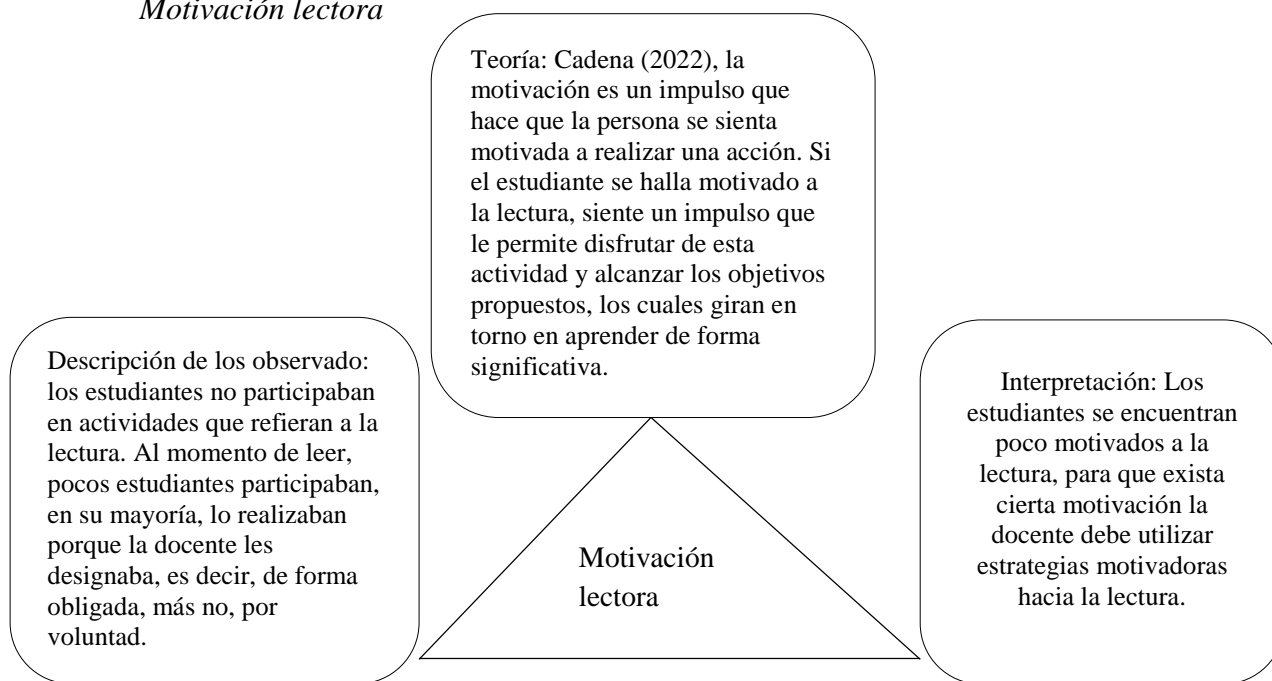 Motivación lectora
Teoría: Cadena (2022), la
motivación es un impulso que
hace que la persona se sienta
motivada a realizar una acción. Si
el estudiante se halla motivado a
la lectura, siente un impulso que
le permite disfrutar de esta
actividad y alcanzar los objetivos
propuestos, los cuales giran en
torno en aprender de forma
significativa.
Descripción de los observado:
los estudiantes no participaban
en actividades que refieran a la
lectura. Al momento de leer,
pocos estudiantes participaban,
en su mayoría, lo realizaban
porque la docente les
designaba, es decir, de forma
obligada, más no, por
voluntad.
Motivación
lectora
Interpretación: Los
estudiantes se encuentran
poco motivados a la
lectura, para que exista
cierta motivación la
docente debe utilizar
estrategias motivadoras
hacia la lectura.